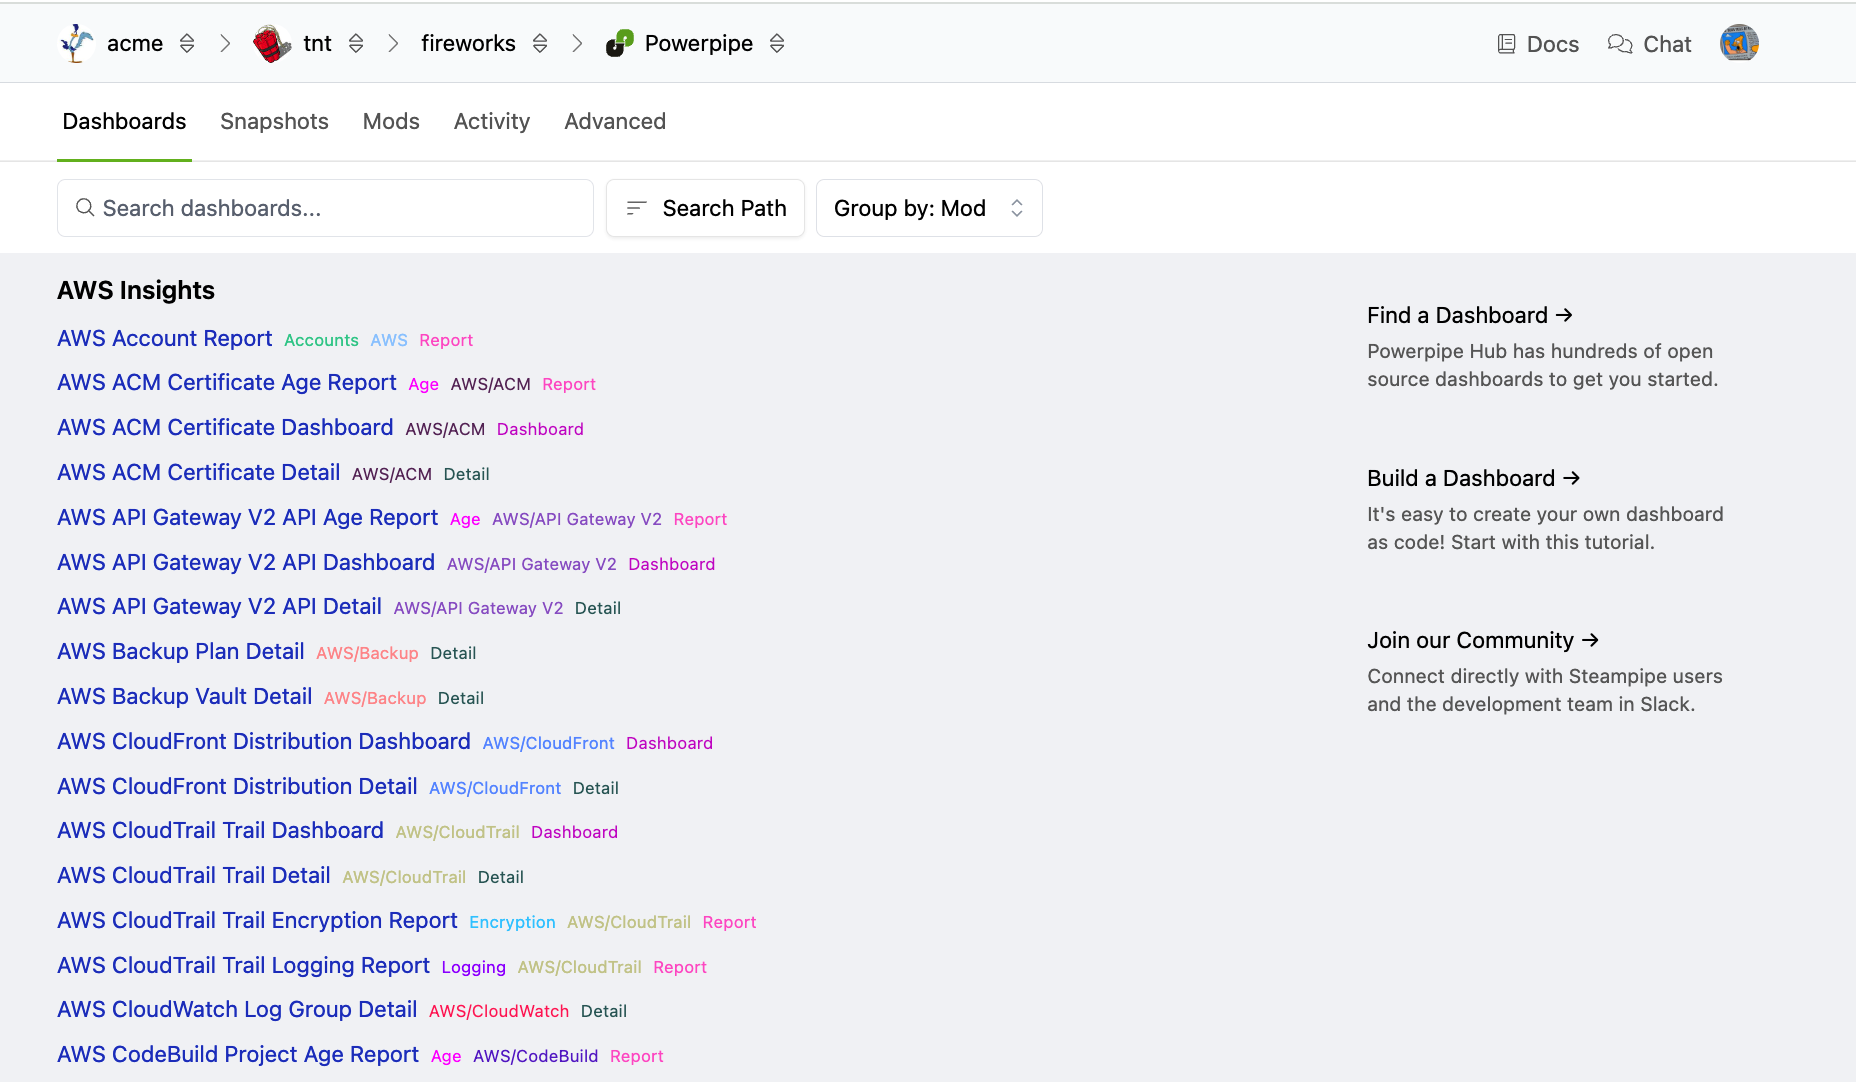 acme tnt fireworks Powerpipe Docs Chat
Dashboards Snapshots Mods Activity Advanced
Search dashboards... Search Path Group by: Mod
AWS Insights
AWS Account Report Accounts AWS Report
AWS ACM Certificate Age Report Age AWS/ACM Report
AWS ACM Certificate Dashboard AWS/ACM Dashboard
AWS ACM Certificate Detail AWS/ACM Detail
AWS API Gateway V2 API Age Report Age AWS/API Gateway V2 Report
AWS API Gateway V2 API Dashboard AWS/API Gateway V2 Dashboard
AWS API Gateway V2 API Detail AWS/API Gateway V2 Detail
AWS Backup Plan Detail AWS/Backup Detail
AWS Backup Vault Detail AWS/Backup Detail
AWS CloudFront Distribution Dashboard AWS/CloudFront Dashboard
AWS CloudFront Distribution Detail AWS/CloudFront Detail
AWS CloudTrail Trail Dashboard AWS/CloudTrail Dashboard
AWS CloudTrail Trail Detail AWS/CloudTrail Detail
AWS CloudTrail Trail Encryption Report Encryption AWS/CloudTrail Report
AWS CloudTrail Trail Logging Report Logging AWS/CloudTrail Report
AWS CloudWatch Log Group Detail AWS/CloudWatch Detail
AWS CodeBuild Project Age Report Age AWS/CodeBuild Report
Find a Dashboard →
Powerpipe Hub has hundreds of open
source dashboards to get you started.
Build a Dashboard →
It's easy to create your own dashboard
as code! Start with this tutorial.
Join our Community →
Connect directly with Steampipe users
and the development team in Slack.